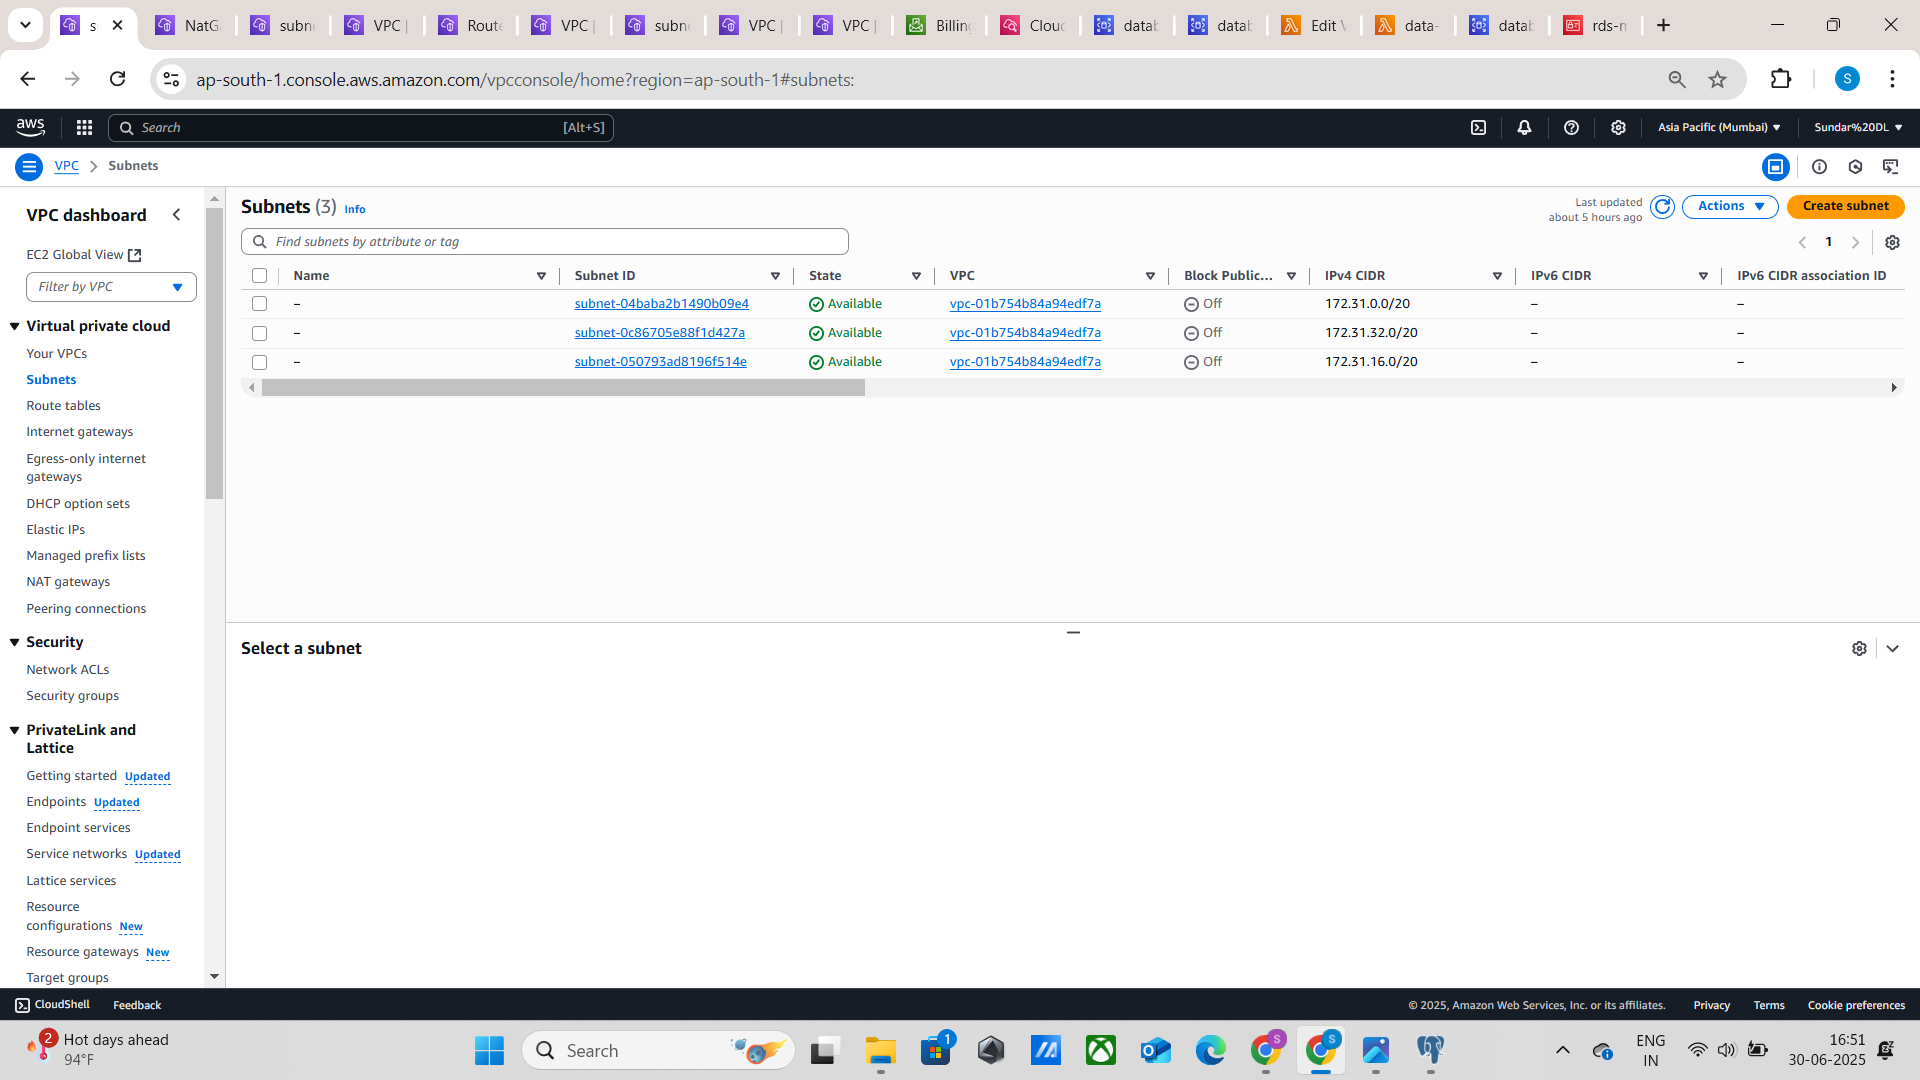 s
NatG
subne
VPC |
Route
VPC |
subne
VPC |
VPC |
Billing
Cloud
datab
datab
Edit V
data-
datab
rds-m
ap-south-1.console.aws.amazon.com/vpcconsole/home?region=ap-south-1#subnets:
S
aws
Search
[Alt+S]
Asia Pacific (Mumbai)
Sundar%20DL
VPC
Subnets
VPC dashboard
EC2 Global View
Filter by VPC
Virtual private cloud
Your VPCs
Subnets
Route tables
Internet gateways
Egress-only internet
gateways
DHCP option sets
Elastic IPs
Managed prefix lists
NAT gateways
Peering connections
Security
Network ACLs
Security groups
PrivateLink and
Lattice
Getting started Updated
Endpoints Updated
Endpoint services
Service networks Updated
Lattice services
Resource
configurations New
Resource gateways New
Target groups
Subnets (3) Info
Last updated
about 5 hours ago
Actions
Create subnet
Find subnets by attribute or tag
1
Name Subnet ID State VPC Block Public... IPv4 CIDR IPv6 CIDR IPv6 CIDR association ID
– subnet-04baba2b1490b09e4 Available vpc-01b754b84a94edf7a Off 172.31.0.0/20 – –
– subnet-0c86705e88f1d427a Available vpc-01b754b84a94edf7a Off 172.31.32.0/20 – –
– subnet-050793ad8196f514e Available vpc-01b754b84a94edf7a Off 172.31.16.0/20 – –
Select a subnet
CloudShell Feedback
© 2025, Amazon Web Services, Inc. or its affiliates. Privacy Terms Cookie preferences
2
Hot days ahead
94°F
Search
1
S
S
ENG
IN
16:51
30-06-2025